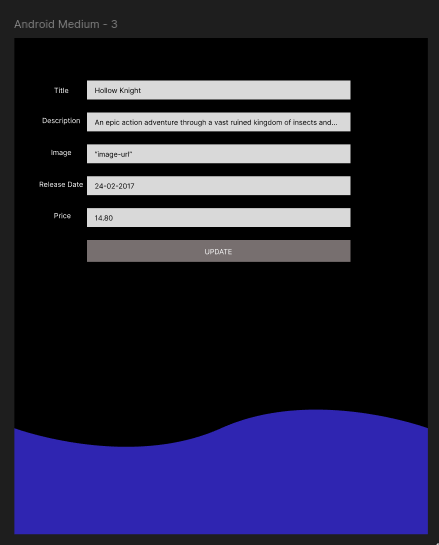 Android Medium - 3
Title
Hollow Knight
Description
An epic action adventure through a vast ruined kingdom of insects and...
Image
"image-url"
Release Date
24-02-2017
Price
14.80
UPDATE